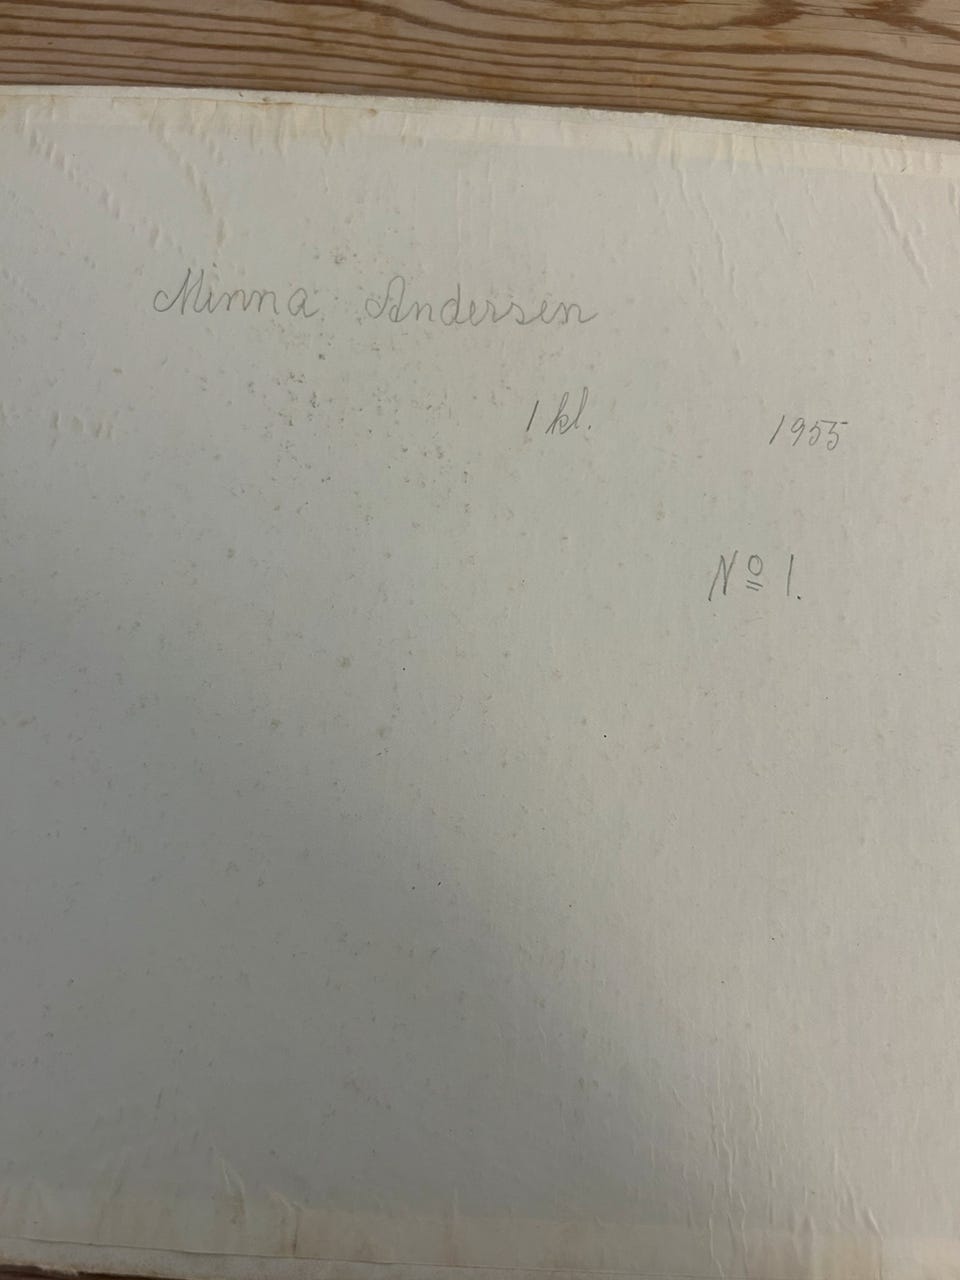 Minna Andersen
1 kl. 1955
Nº 1.